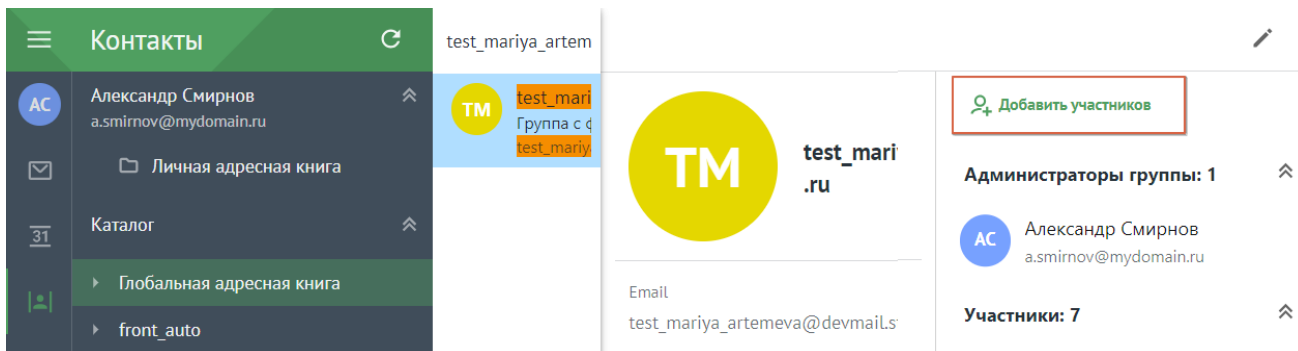 Контакты
АС
Александр Смирнов
a.smirnov@mydomain.ru
Личная адресная книга
31
Каталог
Глобальная адресная книга
front_auto
test_mariya_artem
TM
test_mari
Группа с
test_mariy
TM
test_mari
.ru
Email
test_mariya_artemeva@devmail.s
Добавить участников
Администраторы группы: 1
АС
Александр Смирнов
a.smirnov@mydomain.ru
Участники: 7